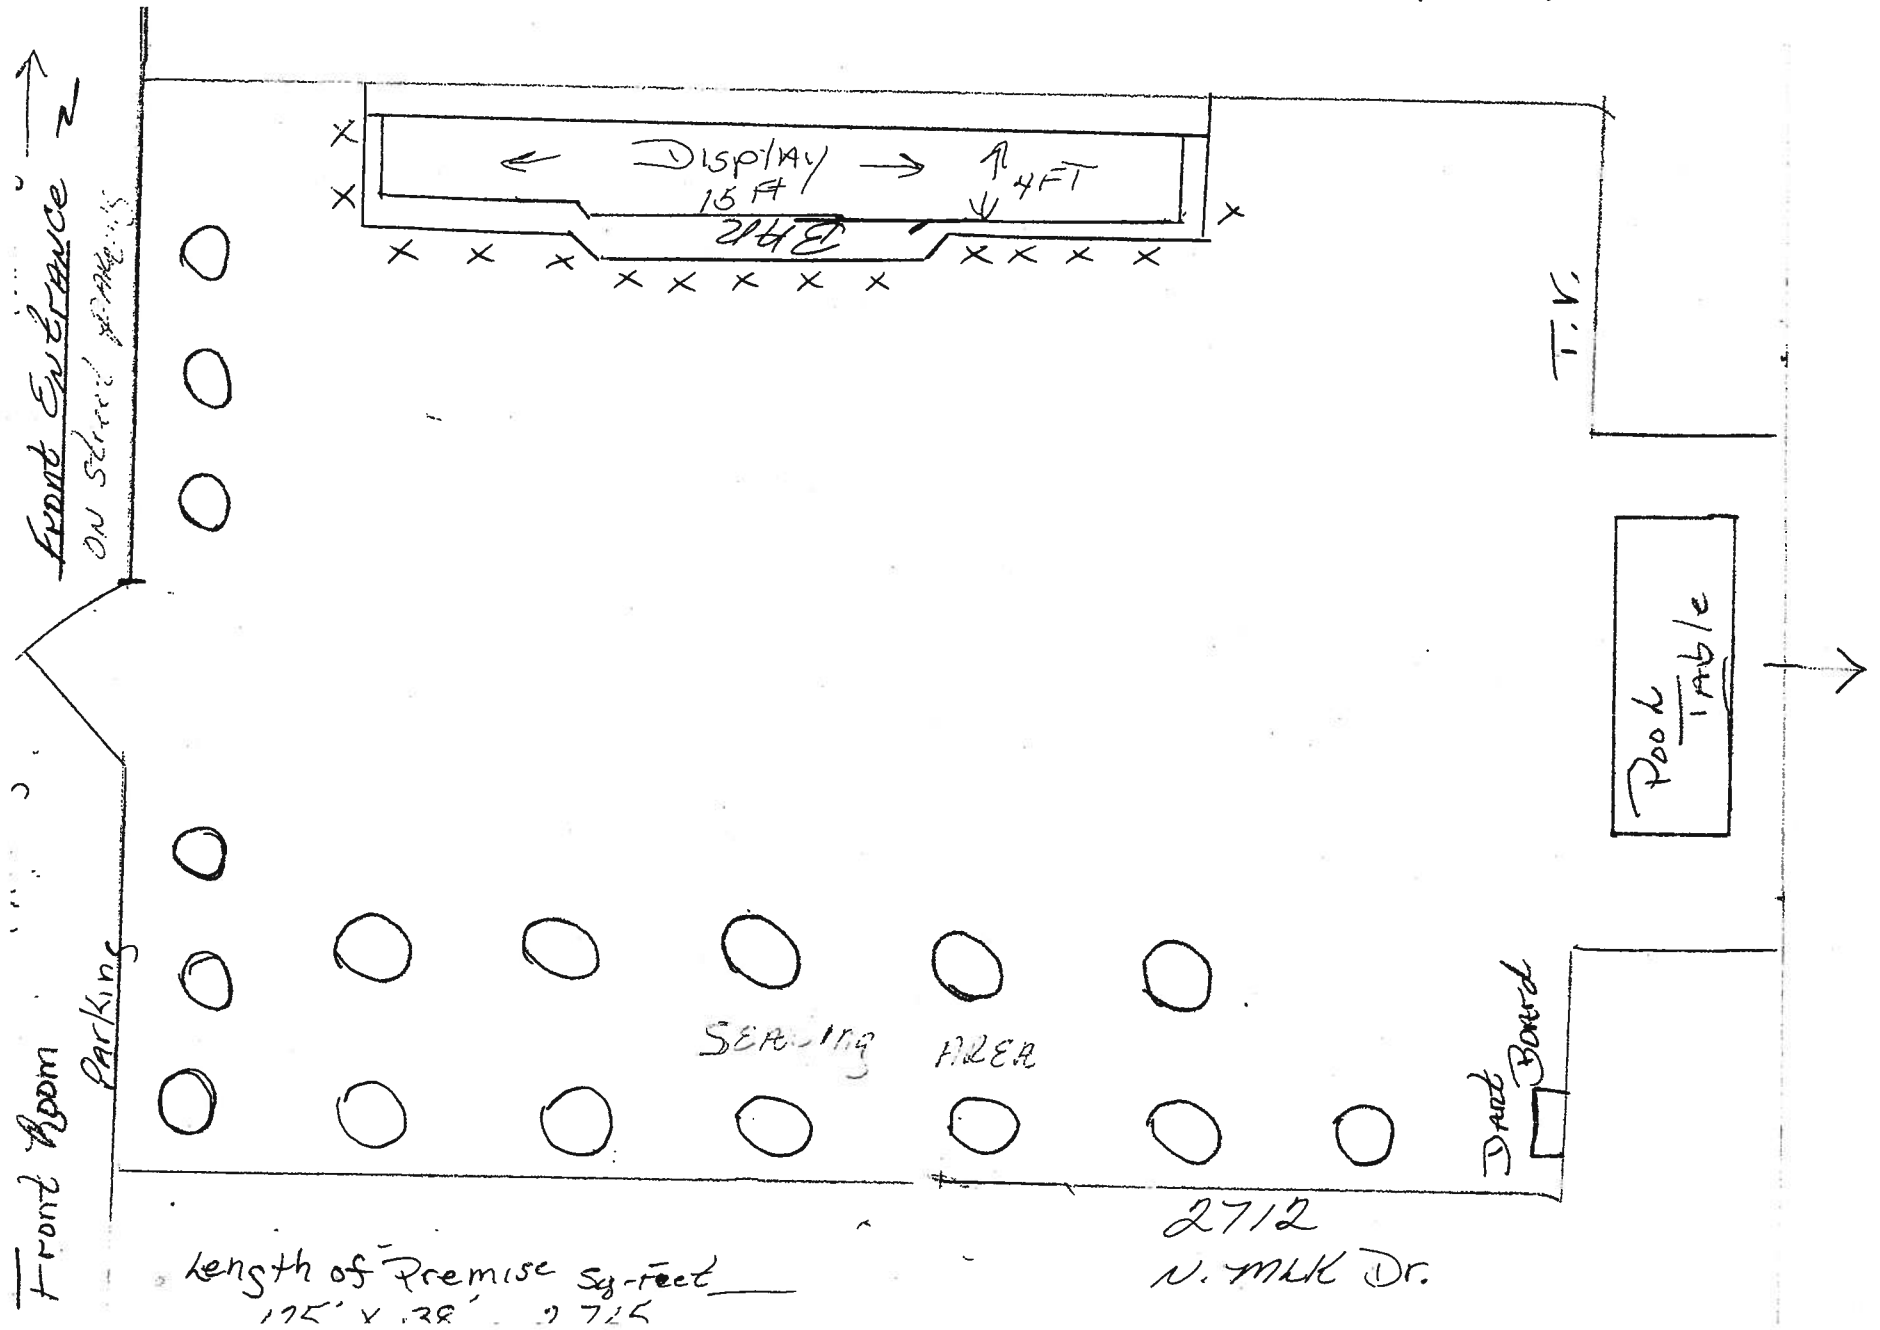 Front Entrance
ON Street parking
← Display →
15 Ft
↑ 4FT ↓
BAR
T.V.
Pool
Table
Parking
Front Room
Seating AREA
Dart
Board
2712
N. MLK Dr.
Length of Premise Sq-Feet